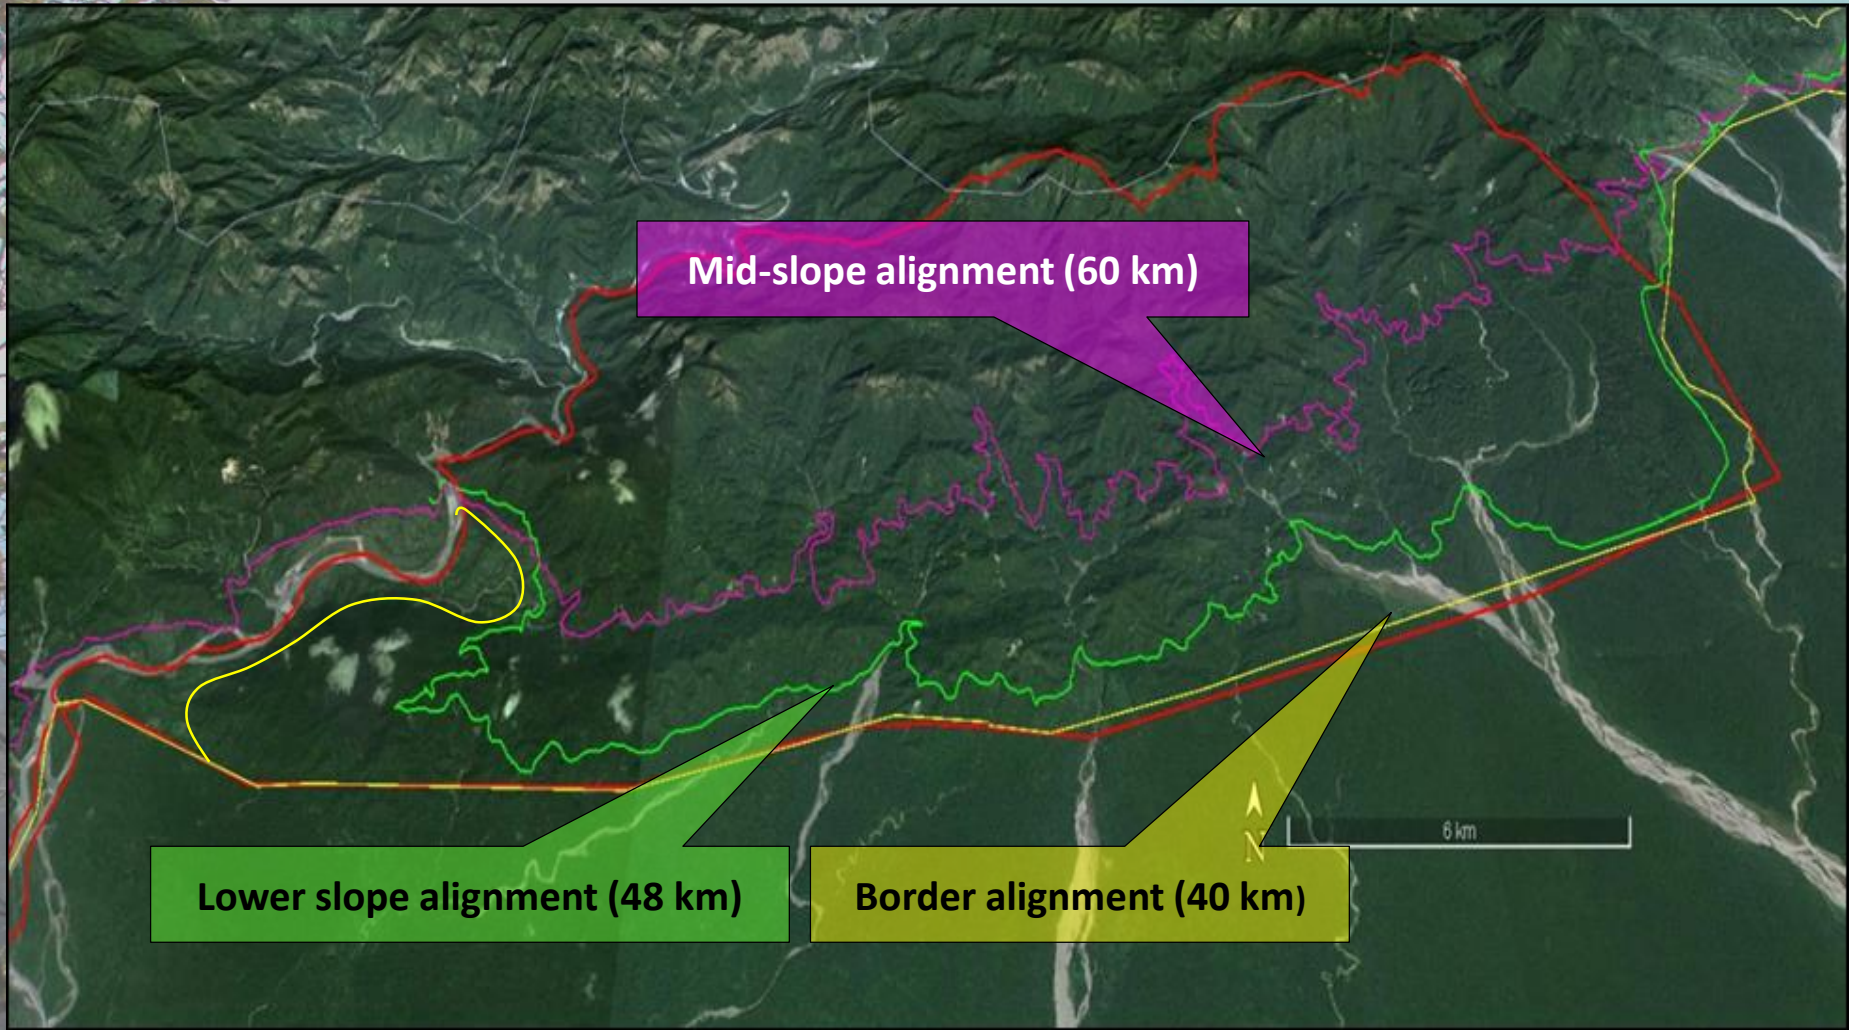 Mid-slope alignment (60 km)
6 km
N
Lower slope alignment (48 km)
Border alignment (40 km)